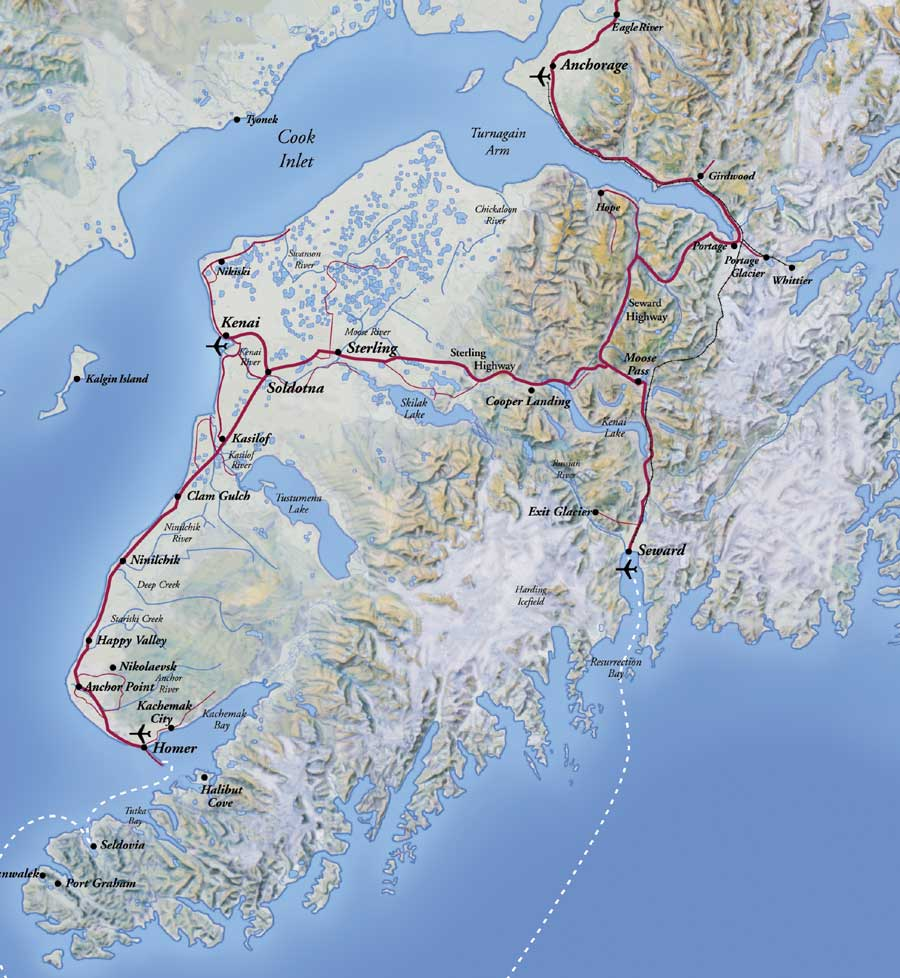 EagleRiver
Anchorage
Tyonek
Cook
Inlet
Turnagain
Arm
Girdwood
Hope
Chickaloon
River
Portage
Portage
Glacier
Whittier
Swanson
River
Nikiski
Seward
Highway
Kenai
Moose River
Sterling
Kenai
River
Sterling
Highway
Moose
Pass
Kalgin Island
Soldotna
Skilak
Lake
Cooper Landing
Kenai
Lake
Kasilof
Kasilof
River
Russian
River
Clam Gulch
Tustumena
Lake
Exit Glacier
Ninilchik
River
Seward
Ninilchik
Deep Creek
Harding
Icefield
Stariski Creek
Happy Valley
Nikolaevsk
Resurrection
Bay
Anchor Point
Anchor
River
Kachemak
City
Kachemak
Bay
Homer
Halibut
Cove
Tutka
Bay
Seldovia
nwalek
Port Graham